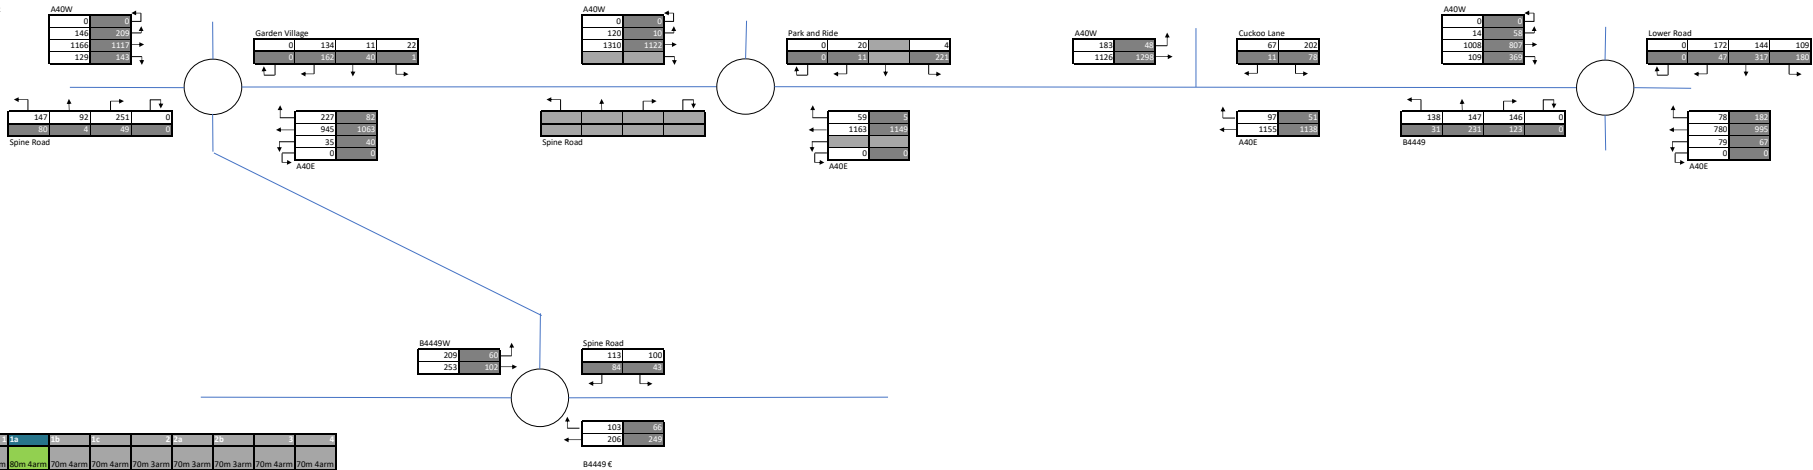 A40W
0 0
146 209
1166 1117
129 143
Garden Village
0 134 11 22
0 162 40 1
147 92 251 0
80 4 49 0
Spine Road
227 82
945 1063
35 40
0 0
A40E
A40W
0 0
120 10
1310 1122
Park and Ride
0 20 4
0 11 221
Spine Road
59 5
1163 1149
0 0
A40E
A40W
183 48
1126 1298
Cuckoo Lane
67 202
11 78
97 51
1155 1138
A40E
A40W
0 0
14 58
1008 807
109 369
Lower Road
0 172 144 109
0 47 317 180
138 147 146 0
31 231 123 0
B4449
78 182
780 995
79 67
0 0
A40E
B4449W
209 60
253 102
Spine Road
113 100
84 43
103 66
206 249
B4449 €
1 1a 1b 1c 2 2a 2b 3 4
m 80m 4arm 70m 4arm 70m 4arm 70m 3arm 70m 3arm 70m 3arm 70m 4arm 70m 4arm